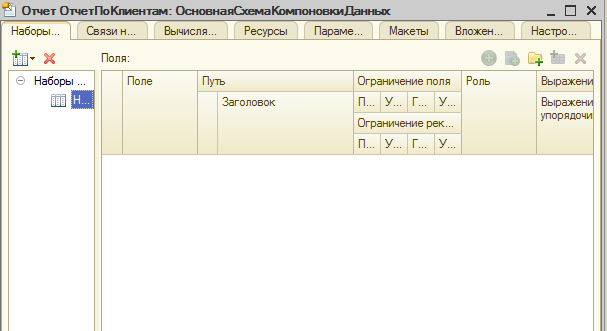 Отчет ОтчетПоКлиентам: ОсновнаяСхемаКомпоновкиДанных
Наборы... Связи н... Вычисля... Ресурсы Параме... Макеты Вложен... Настро...
Поля:
Наборы ...
Н...
Поле Путь Ограничение поля Роль Выражени
Заголовок П... У... Г... У... Выражени
упорядочи
Ограничение рек...
П... У... Г... У...